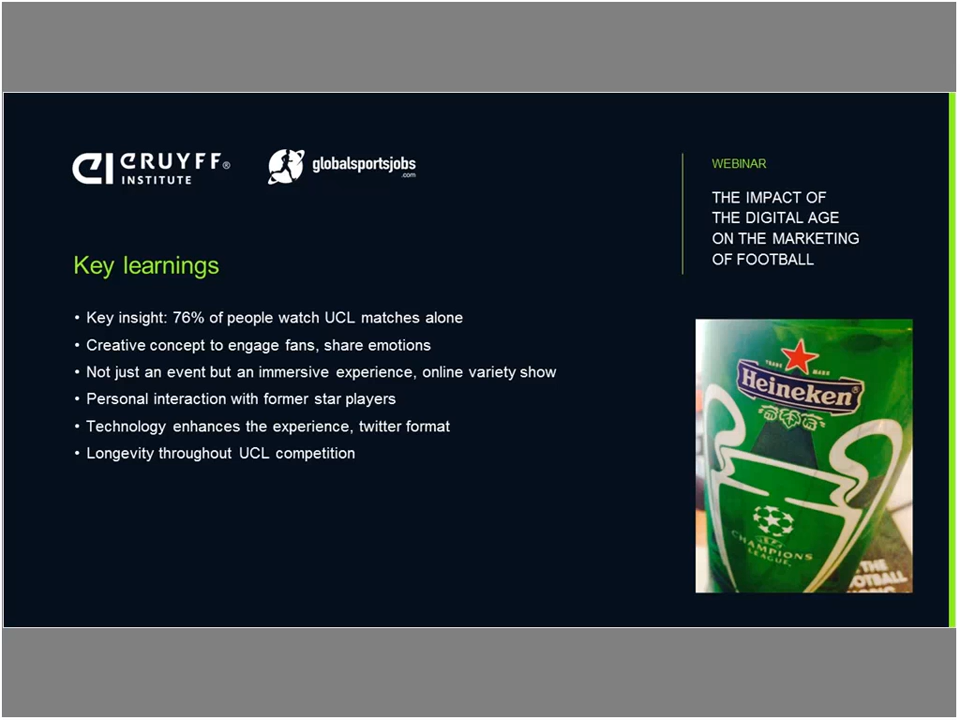 CRUYFF®
INSTITUTE
globalsportsjobs
.com
WEBINAR
THE IMPACT OF
THE DIGITAL AGE
ON THE MARKETING
OF FOOTBALL
Key learnings
• Key insight: 76% of people watch UCL matches alone
• Creative concept to engage fans, share emotions
• Not just an event but an immersive experience, online variety show
• Personal interaction with former star players
• Technology enhances the experience, twitter format
• Longevity throughout UCL competition
TRADE MARK
Heineken®
CHAMPIONS
LEAGUE.
THE